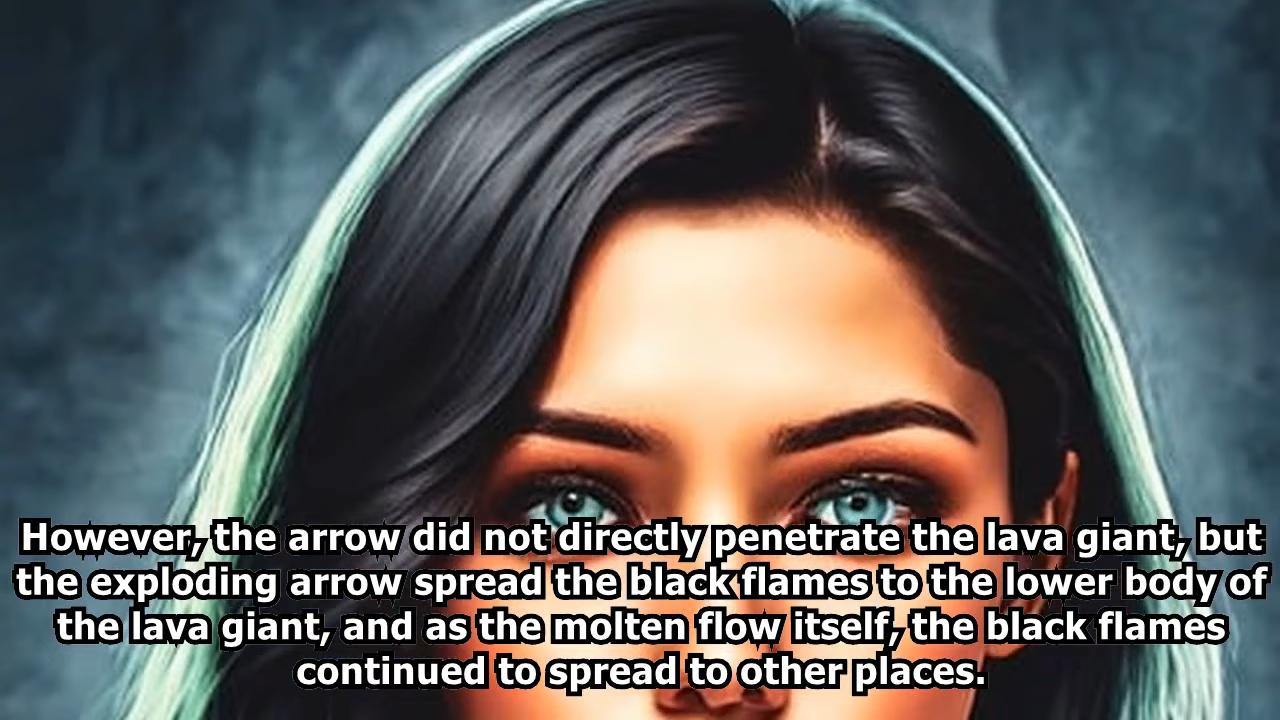 However, the arrow did not directly penetrate the lava giant, but
the exploding arrow spread the black flames to the lower body of
the lava giant, and as the molten flow itself, the black flames
continued to spread to other places.